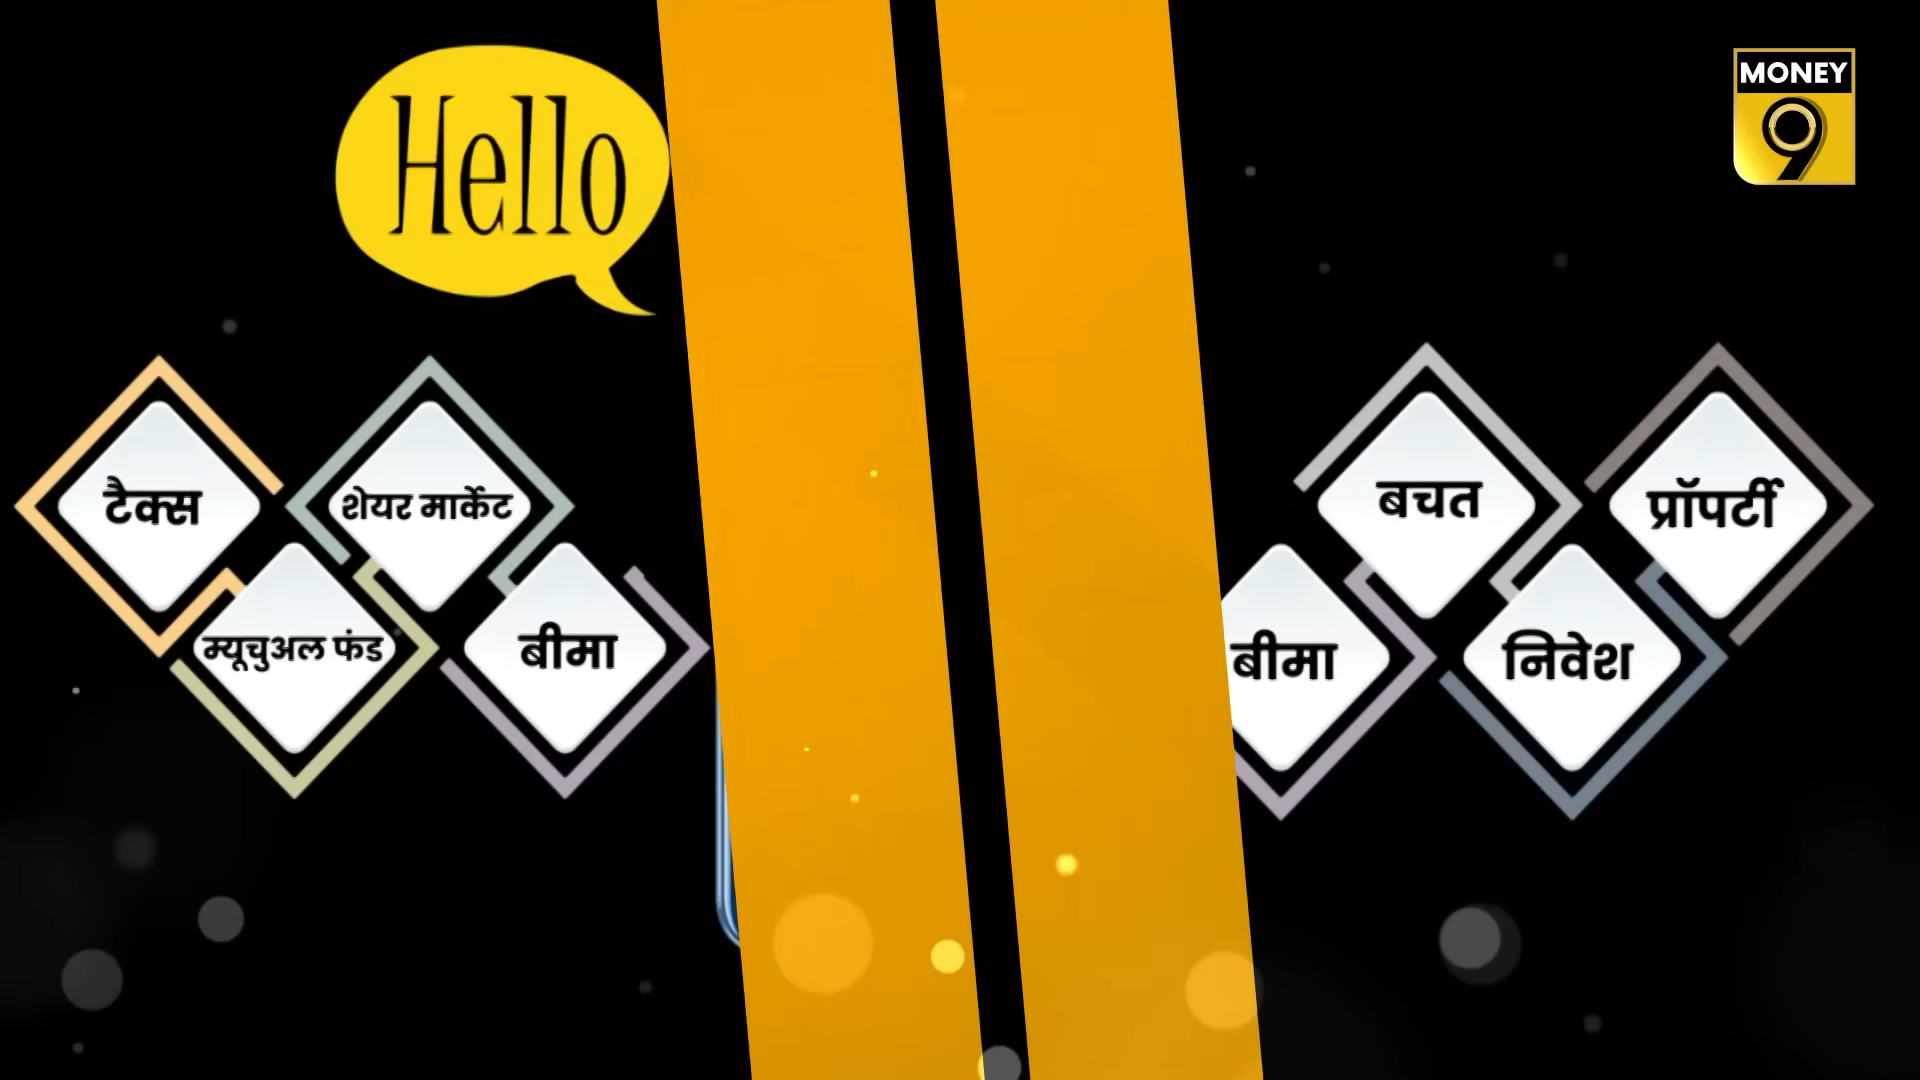 Hello
MONEY
9
टैक्स
शेयर मार्केट
म्यूचुअल फंड
बीमा
बचत
प्रॉपर्टी
बीमा
निवेश